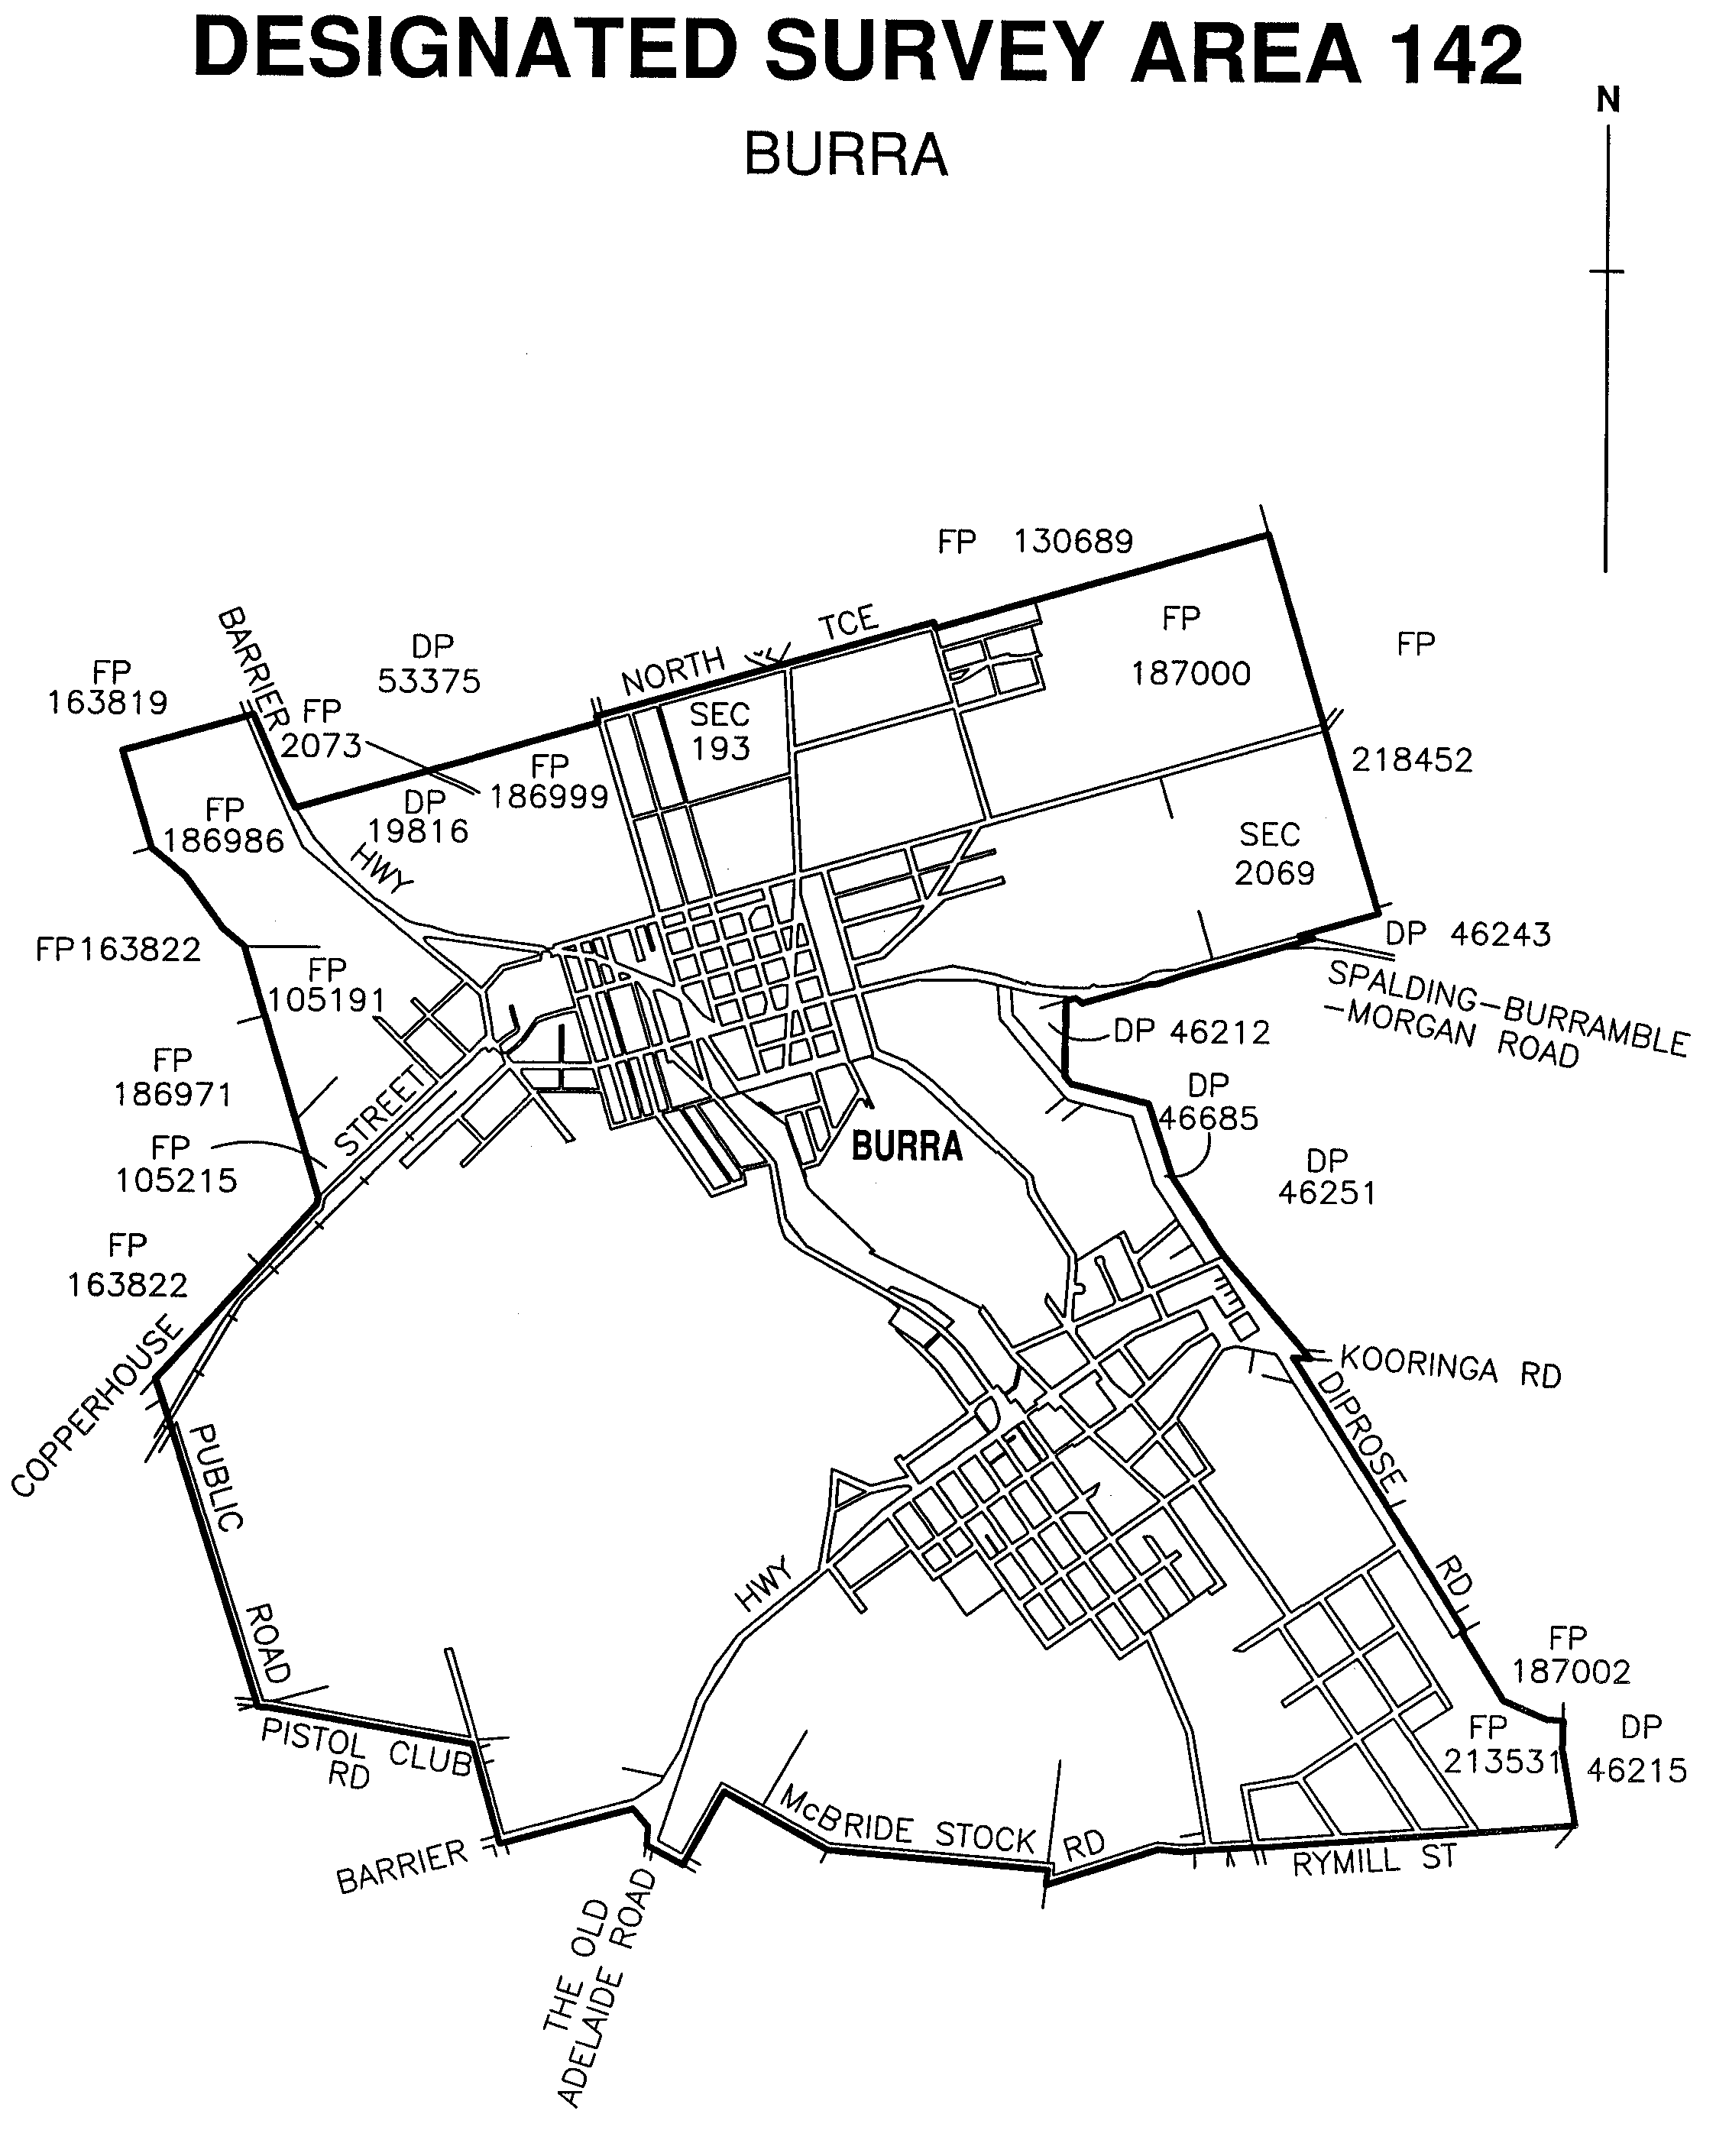 DESIGNATED SURVEY AREA 142
BURRA
N
FP 130689
FP
187000
FP
218452
NORTH TCE
BARRIER
HWY
DP
53375
FP
163819
FP
2073
SEC
193
FP
186999
DP
19816
FP
186986
SEC
2069
DP 46243
SPALDING-BURRAMBLE
-MORGAN ROAD
FP163822
FP
105191
DP 46212
FP
186971
DP
46685
STREET
FP
105215
BURRA
DP
46251
FP
163822
COPPERHOUSE
KOORINGA RD
DIPROSE
RD
PUBLIC
ROAD
HWY
FP
187002
FP
213531
DP
46215
PISTOL CLUB
RD
McBRIDE STOCK RD
RYMILL ST
BARRIER
THE OLD
ADELAIDE ROAD